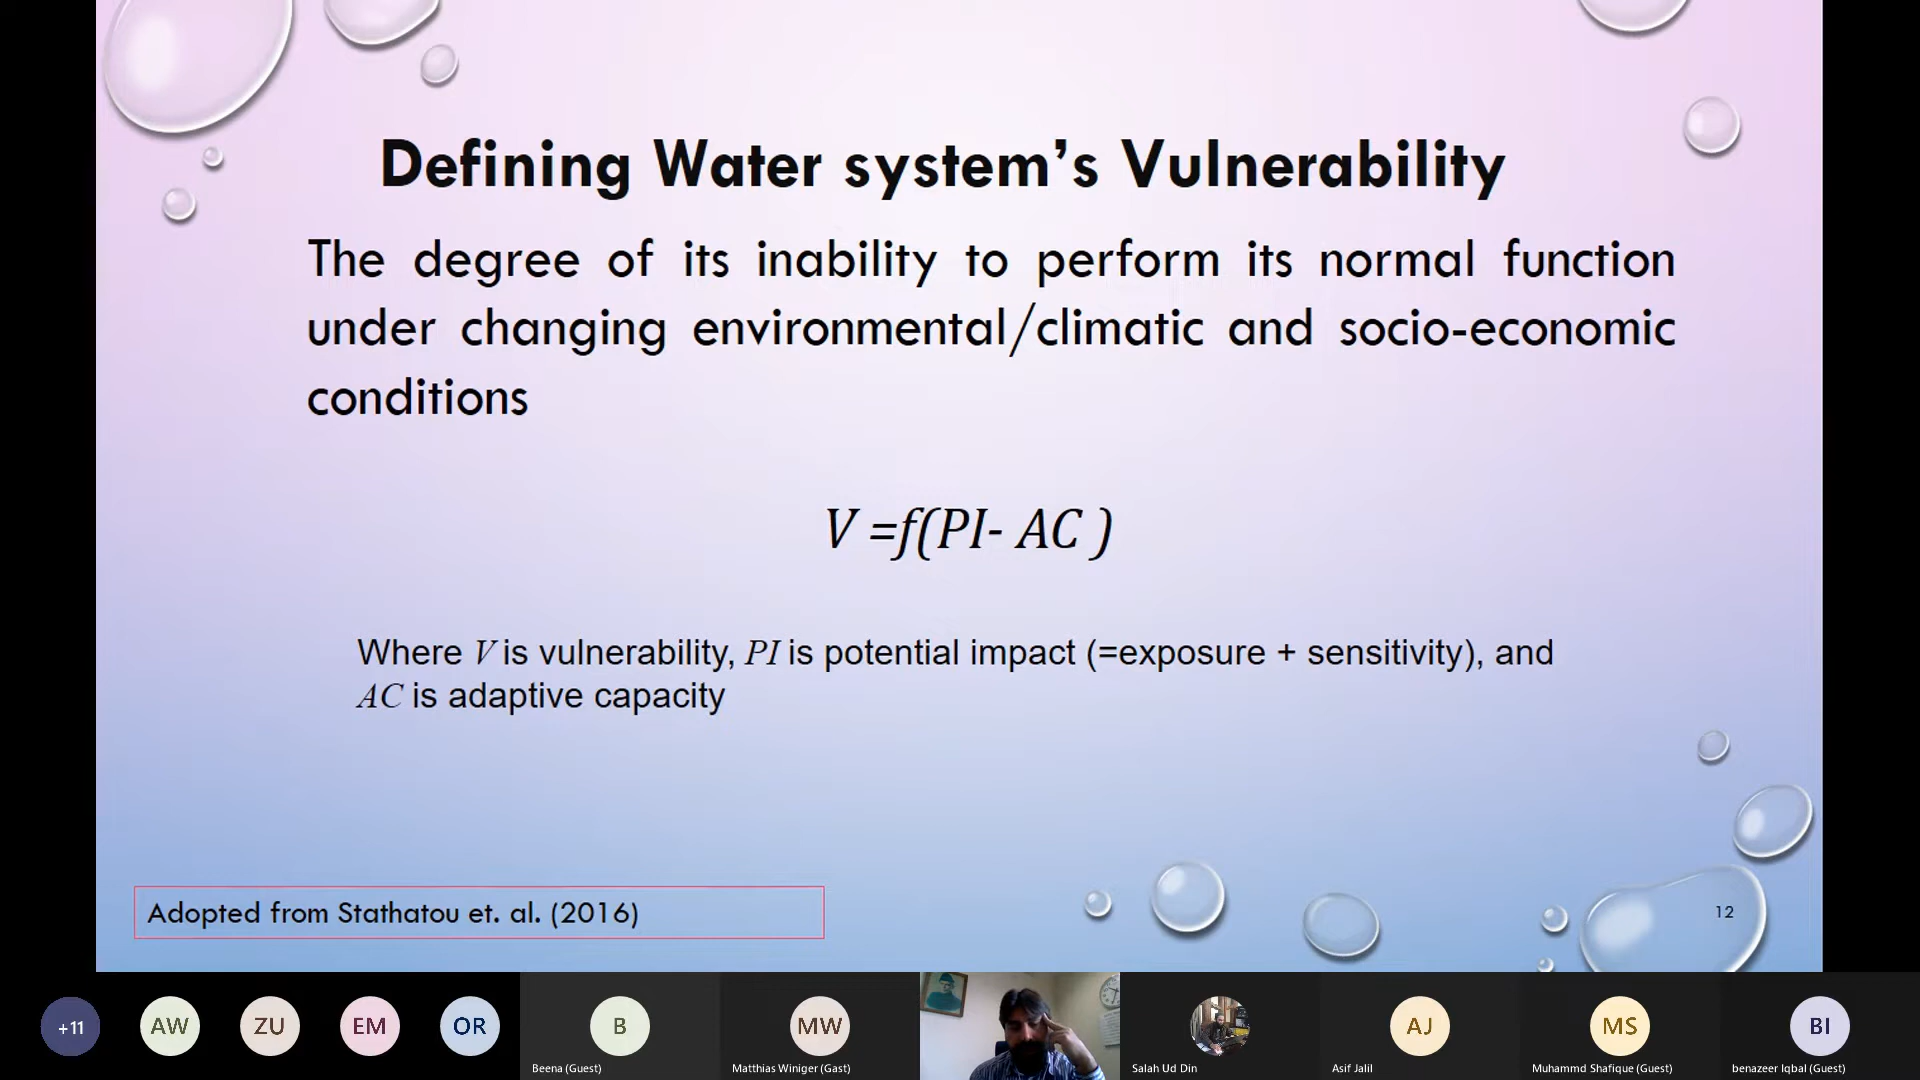 Defining Water system’s Vulnerability
The degree of its inability to perform its normal function
under changing environmental/climatic and socio-economic
conditions
V =f(PI- AC )
Where V is vulnerability, PI is potential impact (=exposure + sensitivity), and
AC is adaptive capacity
Adopted from Stathatou et. al. (2016)
12
+11
AW
ZU
EM
OR
B
MW
AJ
MS
BI
Beena (Guest)
Matthias Winiger (Gast)
Salah Ud Din
Asif Jalil
Muhammd Shafique (Guest)
benazeer Iqbal (Guest)